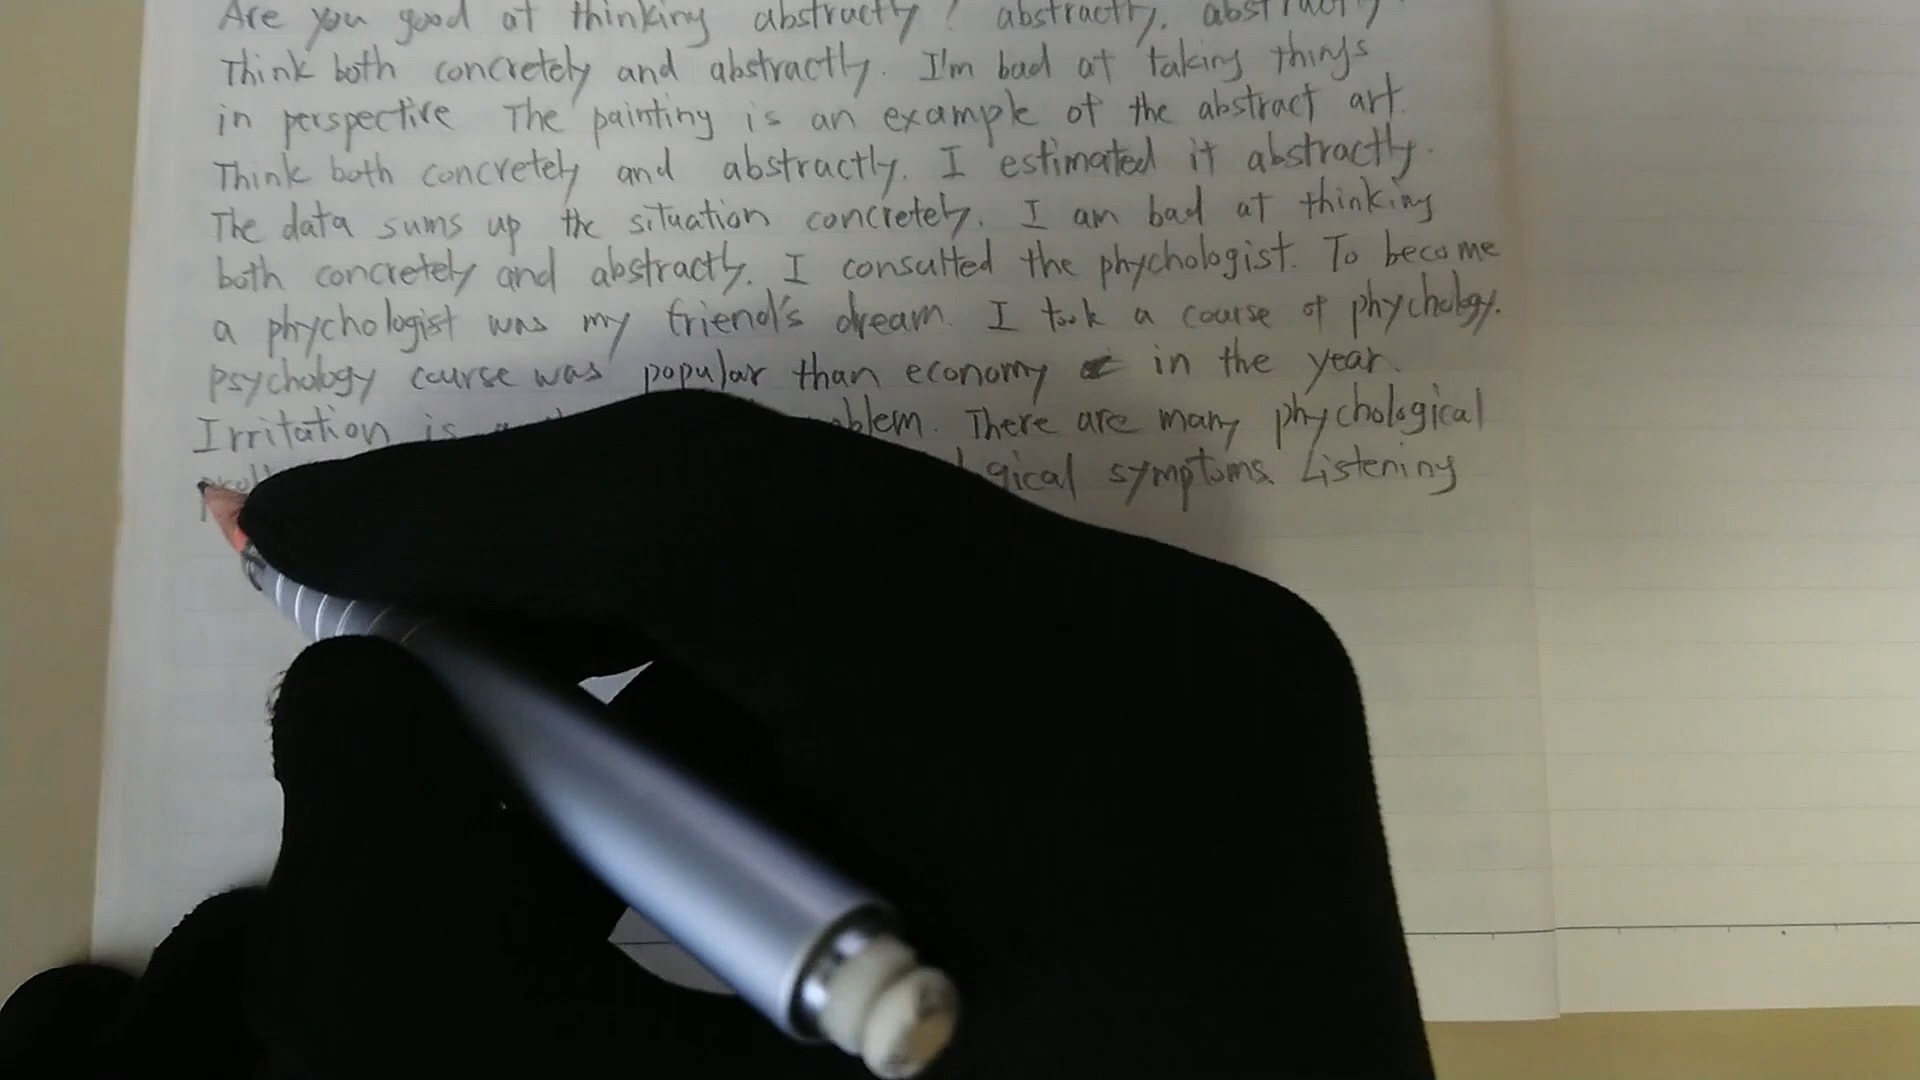 Are you good at thinking abstructly? abstractly. abstractly
Think both concretely and abstractly. I'm bad at taking things
in perspective The painting is an example of the abstract art.
Think both concretely and abstractly. I estimated it abstractly.
The data sums up the situation concretely. I am bad at thinking
both concretely and abstractly. I consulted the phychologist. To become
a phychologist was my friend's dream. I took a course of phychology.
psychology course was popular than economy in the year.
Irritation is There are many phychological
symptoms. Listening